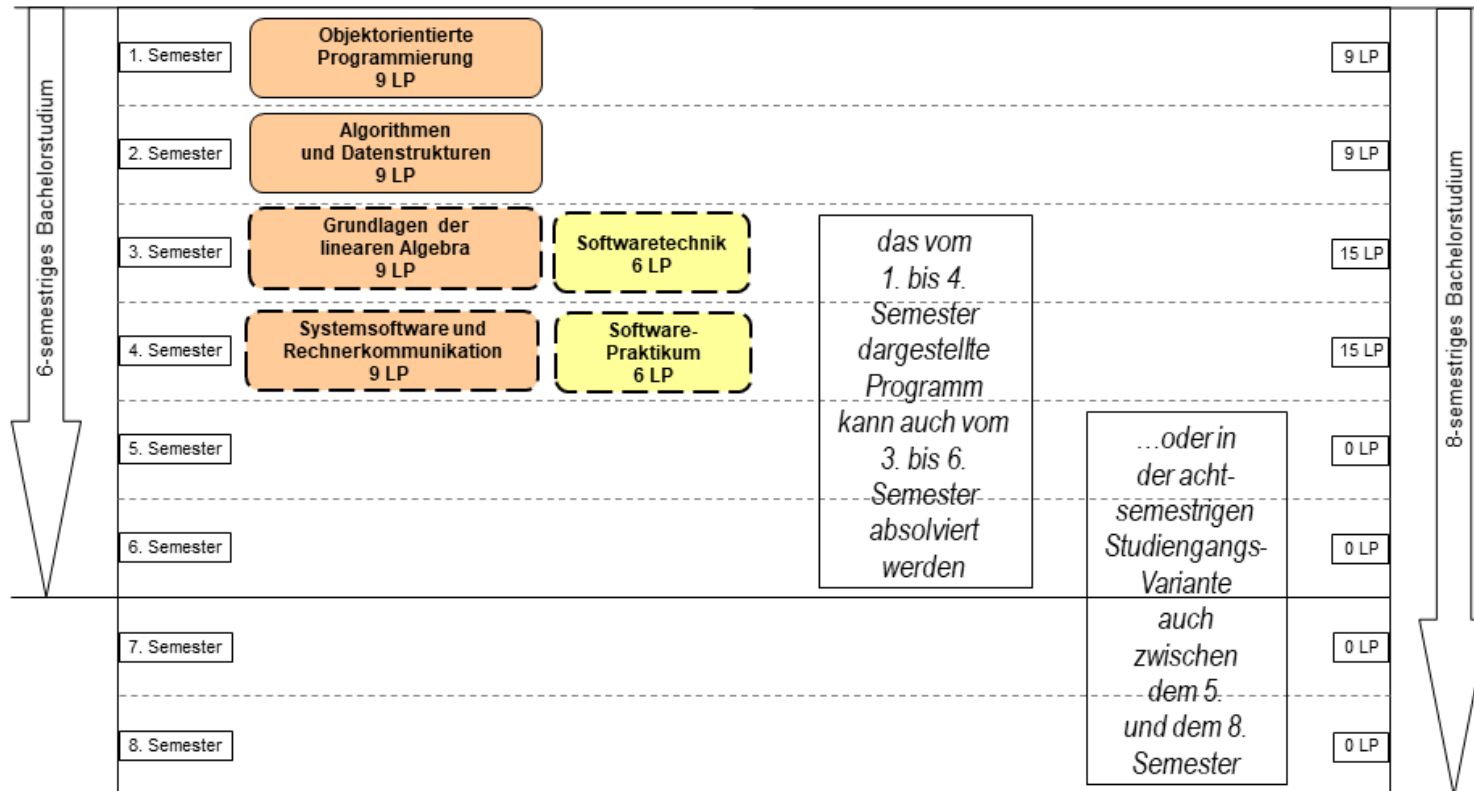 6-semestriges Bachelorstudium
8-semestriges Bachelorstudium
1. Semester
Objektorientierte
Programmierung
9 LP
9 LP
2. Semester
Algorithmen
und Datenstrukturen
9 LP
9 LP
3. Semester
Grundlagen der
linearen Algebra
9 LP
Softwaretechnik
6 LP
15 LP
4. Semester
Systemsoftware und
Rechnerkommunikation
9 LP
Software-
Praktikum
6 LP
15 LP
das vom
1. bis 4.
Semester
dargestellte
Programm
kann auch vom
3. bis 6.
Semester
absolviert
werden
5. Semester
0 LP
6. Semester
0 LP
...oder in
der acht-
semestrigen
Studiengangs-
Variante
auch
zwischen
dem 5.
und dem 8.
Semester
7. Semester
0 LP
8. Semester
0 LP